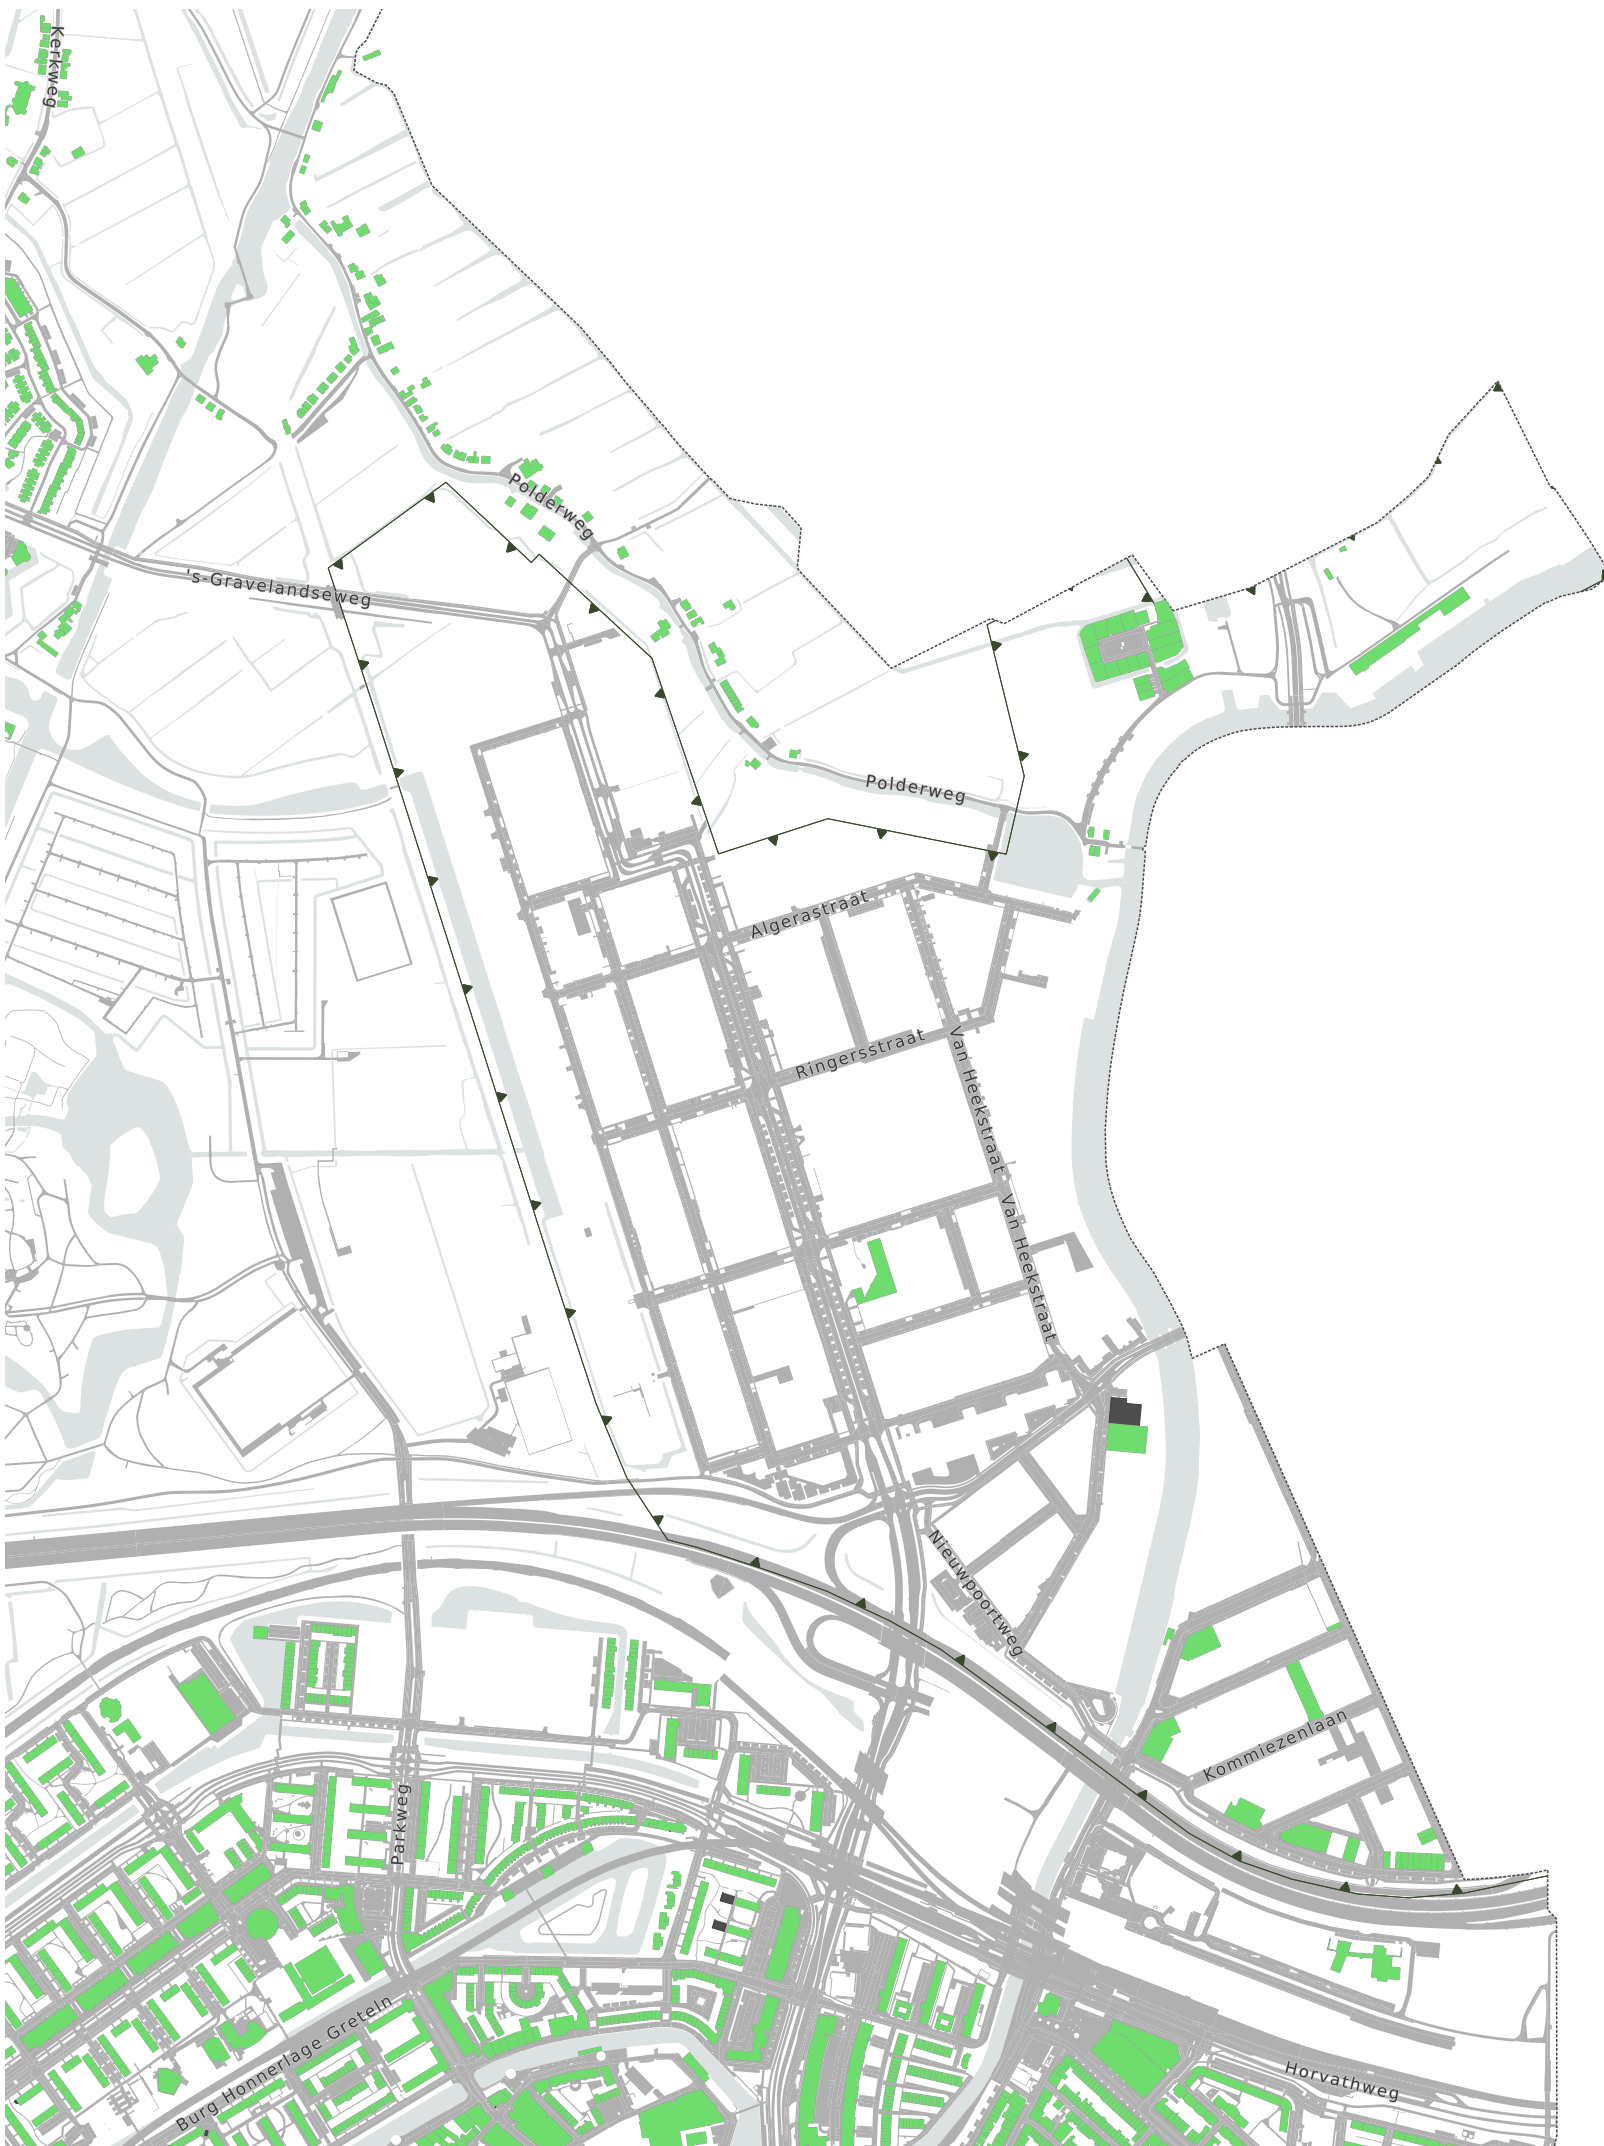 Kerkweg
Polderweg
's-Gravelandseweg
Polderweg
Algerastraat
Ringersstraat
Van Heekstraat
Van Heekstraat
Nieuwpoortweg
Kommiezenlaan
Parkweg
Burg Honnerlage Greteln
Horvathweg